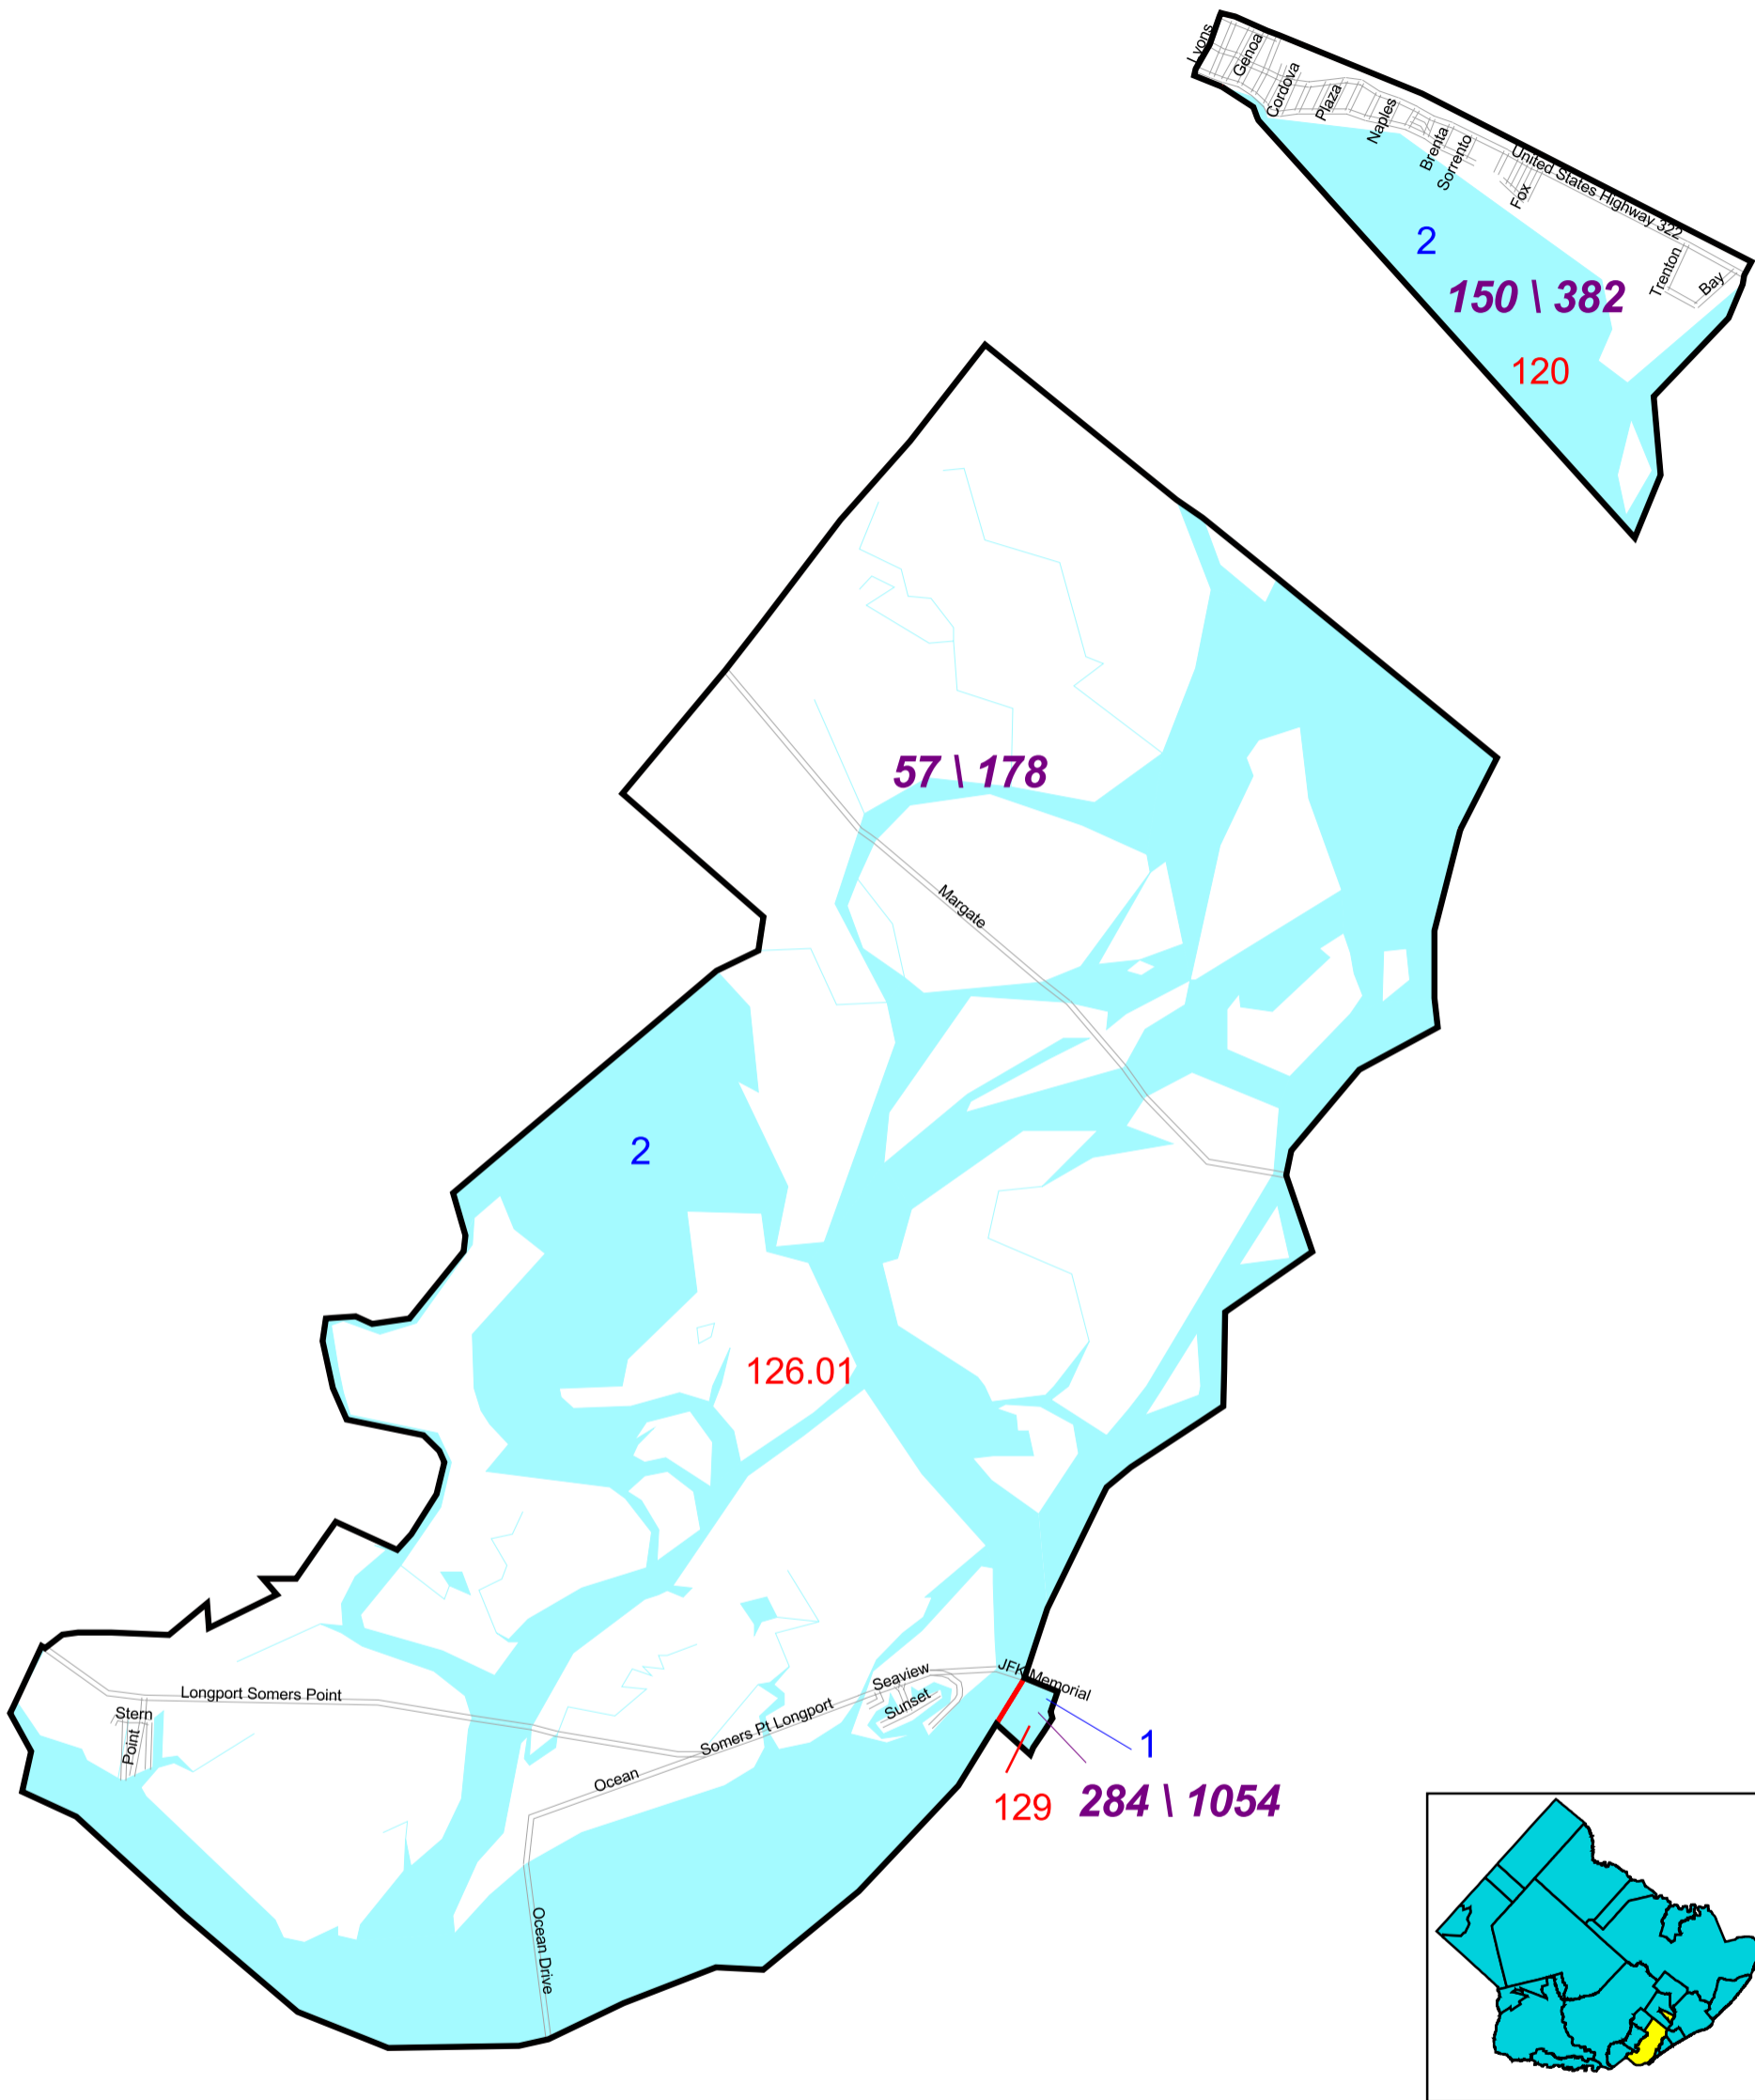 Lyons
Genoa
Cordova
Plaza
Naples
Brenta
Sorrento
United States Highway 322
Fox
Trenton
Bay
2
150 \ 382
120
57 \ 178
Margate
2
126.01
JFK Memorial
Seaview
Longport Somers Point
Sunset
Stern
Point
Somers Pt Longport
1
Ocean
129
284 \ 1054
Ocean Drive